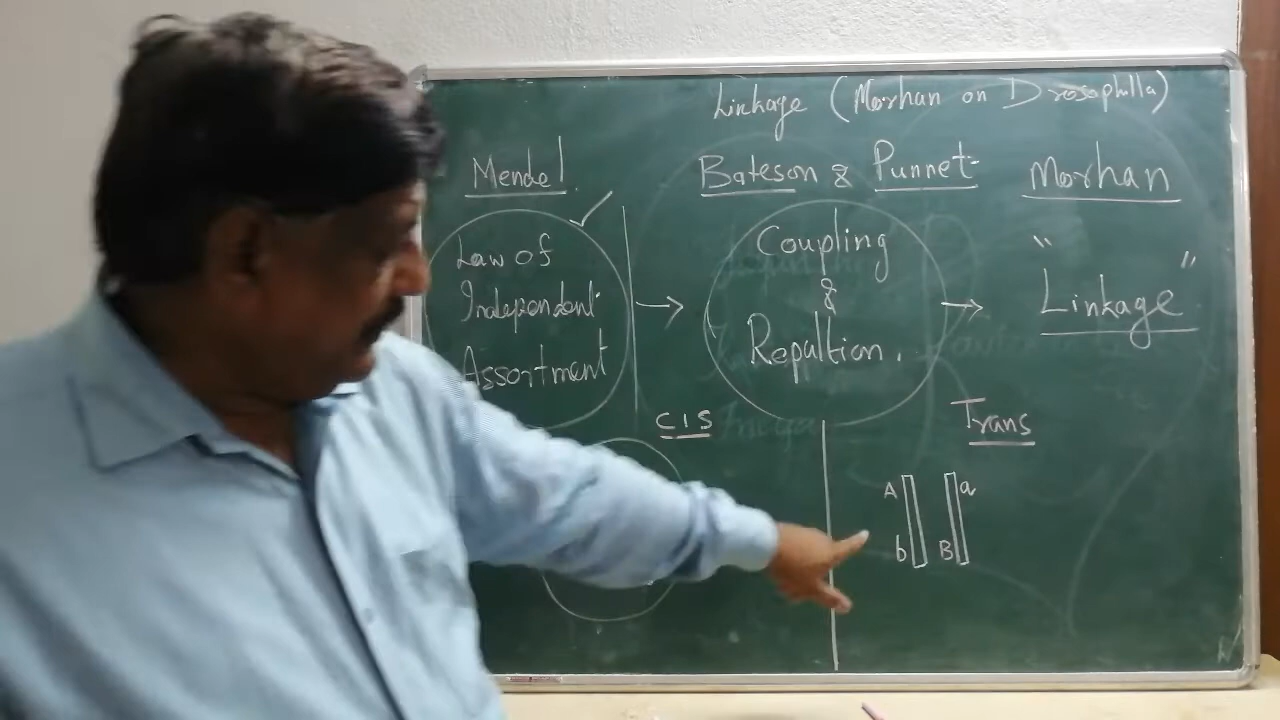 Linkage (Morhan on Drosophilla)
Mendel
Bateson & Punnet
Morhan
Law of
Independent
Assortment
Coupling
&
Repultion.
" Linkage "
CIS
Trans
A a
b B